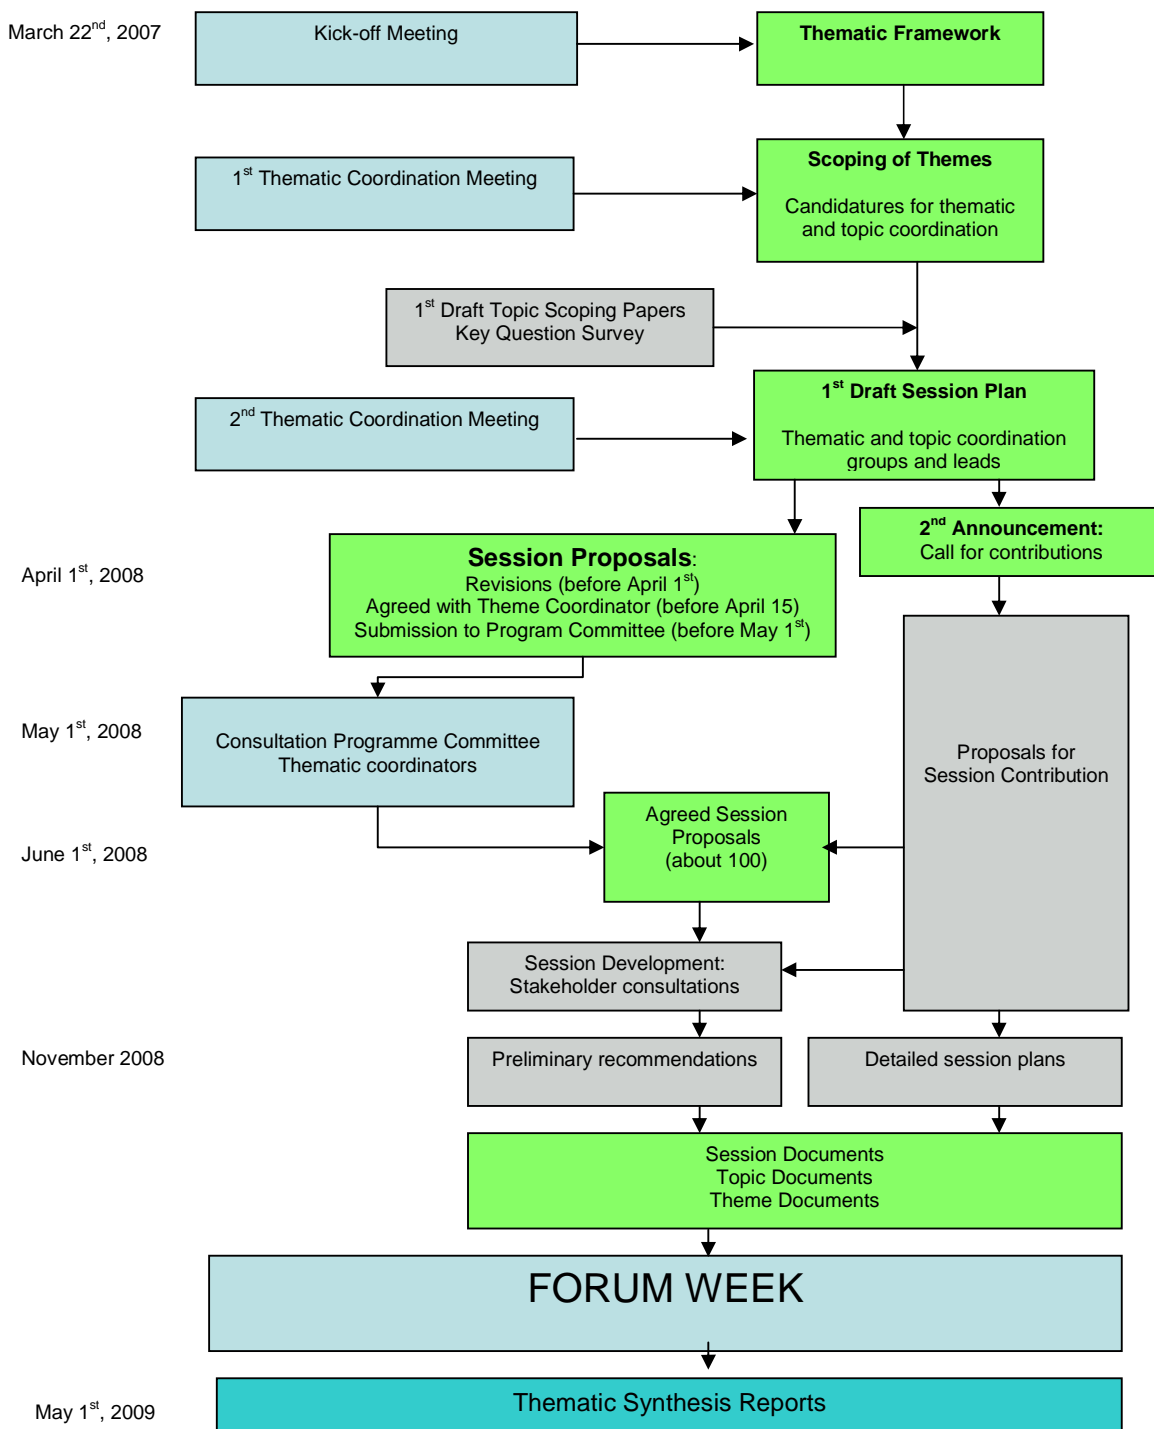 March 22nd, 2007
Kick-off Meeting
Thematic Framework
1st Thematic Coordination Meeting
Scoping of Themes
Candidatures for thematic
and topic coordination
1st Draft Topic Scoping Papers
Key Question Survey
2nd Thematic Coordination Meeting
1st Draft Session Plan
Thematic and topic coordination
groups and leads
2nd Announcement:
Call for contributions
April 1st, 2008
Session Proposals:
Revisions (before April 1st)
Agreed with Theme Coordinator (before April 15)
Submission to Program Committee (before May 1st)
May 1st, 2008
Consultation Programme Committee
Thematic coordinators
Proposals for
Session Contribution
June 1st, 2008
Agreed Session
Proposals
(about 100)
Session Development:
Stakeholder consultations
November 2008
Preliminary recommendations
Detailed session plans
Session Documents
Topic Documents
Theme Documents
FORUM WEEK
Thematic Synthesis Reports
May 1st, 2009